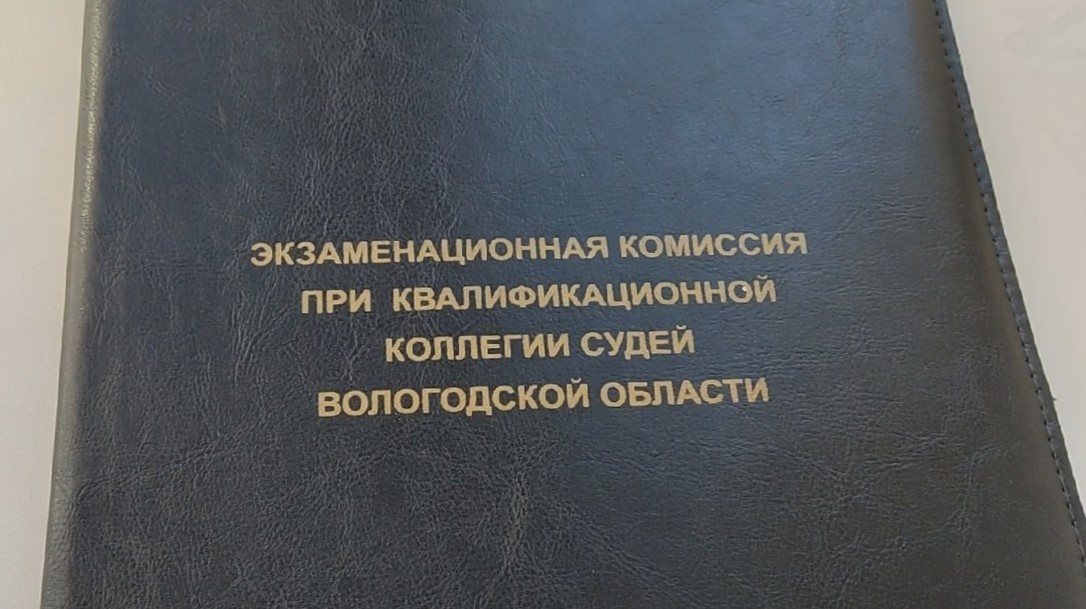 ЭКЗАМЕНАЦИОННАЯ КОМИССИЯ
ПРИ КВАЛИФИКАЦИОННОЙ
КОЛЛЕГИИ СУДЕЙ
ВОЛОГОДСКОЙ ОБЛАСТИ